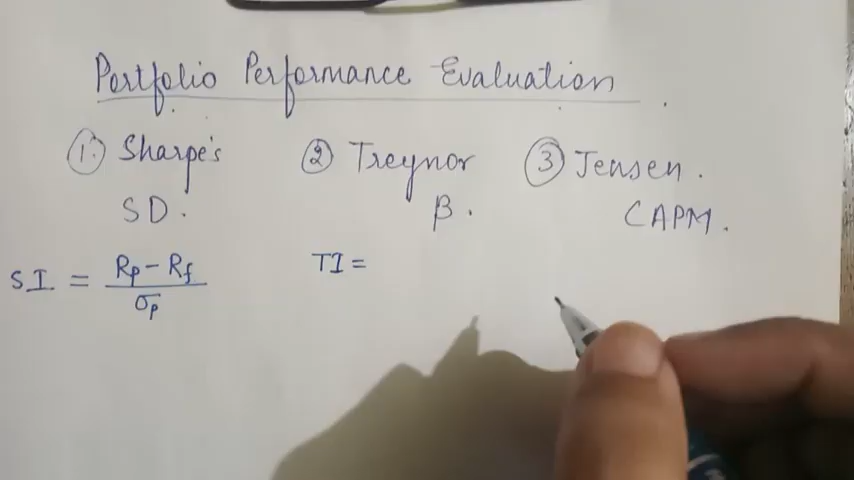 Portfolio Performance Evaluation
① Sharpe's ② Treynor ③ Jensen.
SD. β. CAPM.
S I. = Rp - Rf / σp TI =